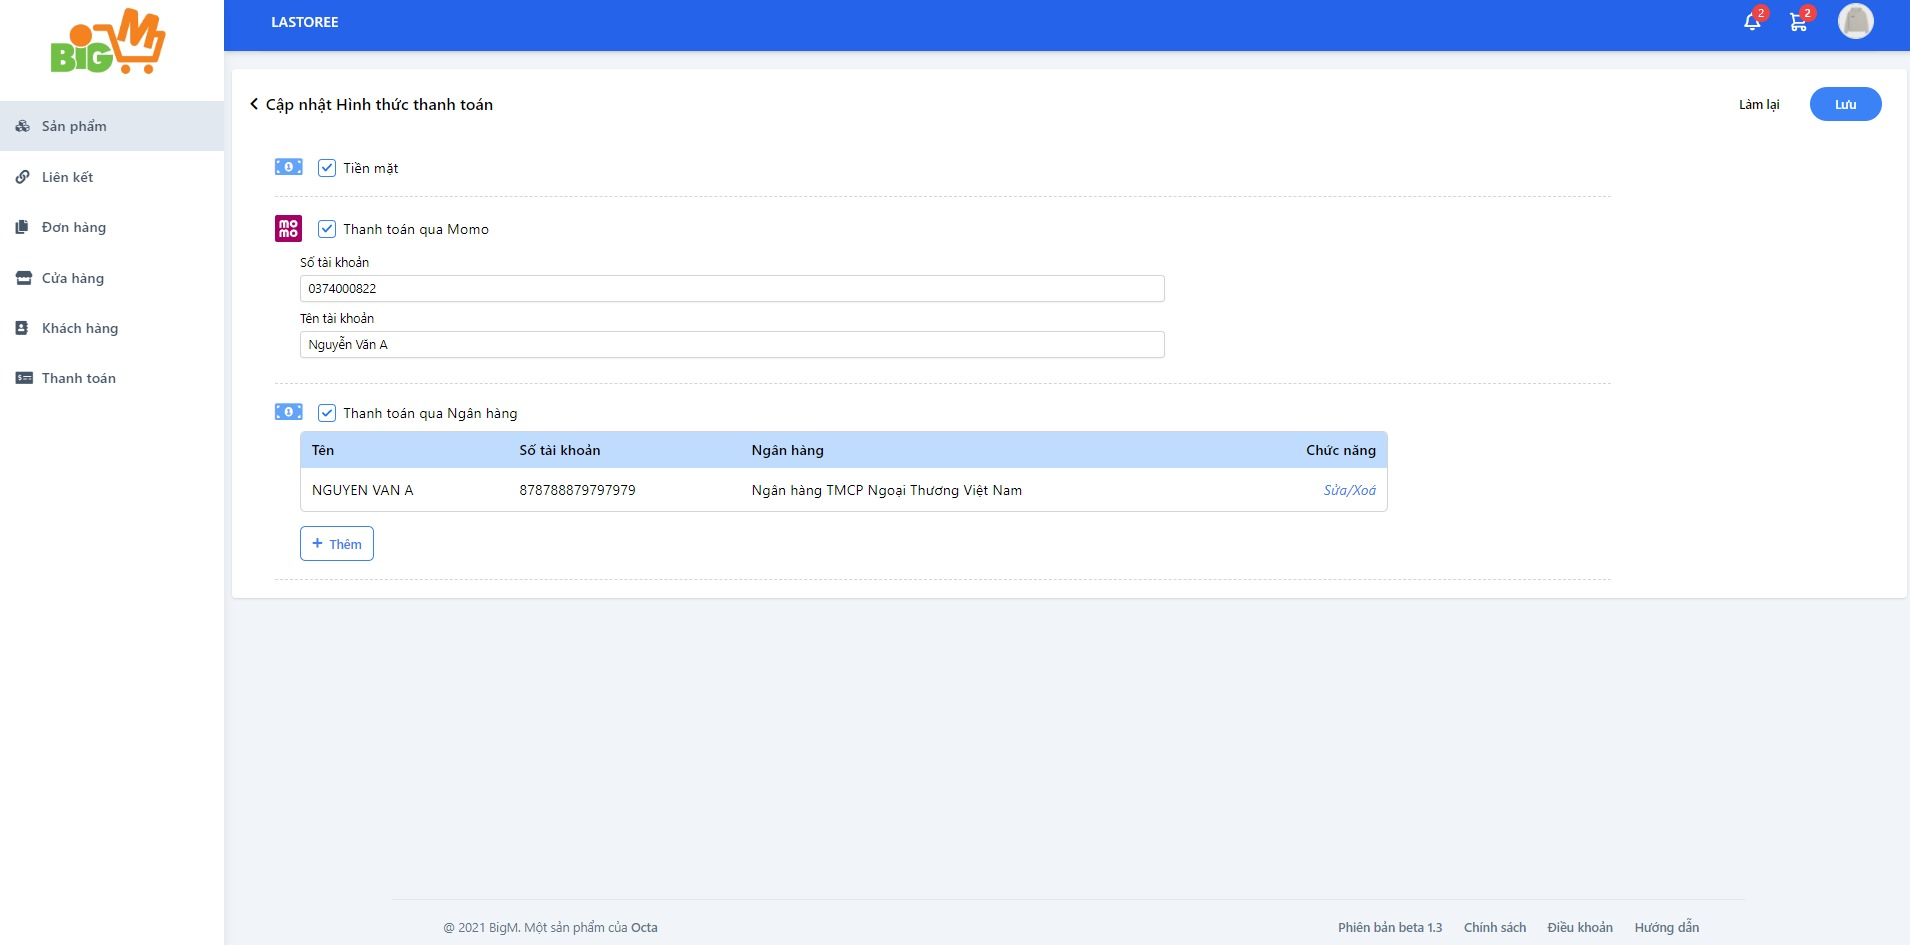 BiG M
LASTOREE
2
2
Sản phẩm
Liên kết
Đơn hàng
Cửa hàng
Khách hàng
Thanh toán
Cập nhật Hình thức thanh toán
Làm lại
Lưu
Tiền mặt
mo
mo
Thanh toán qua Momo
Số tài khoản
0374000822
Tên tài khoản
Nguyễn Văn A
Thanh toán qua Ngân hàng
Tên Số tài khoản Ngân hàng Chức năng
NGUYEN VAN A 878788879797979 Ngân hàng TMCP Ngoại Thương Việt Nam Sửa/Xoá
+ Thêm
@ 2021 BigM. Một sản phẩm của Octa
Phiên bản beta 1.3 Chính sách Điều khoản Hướng dẫn